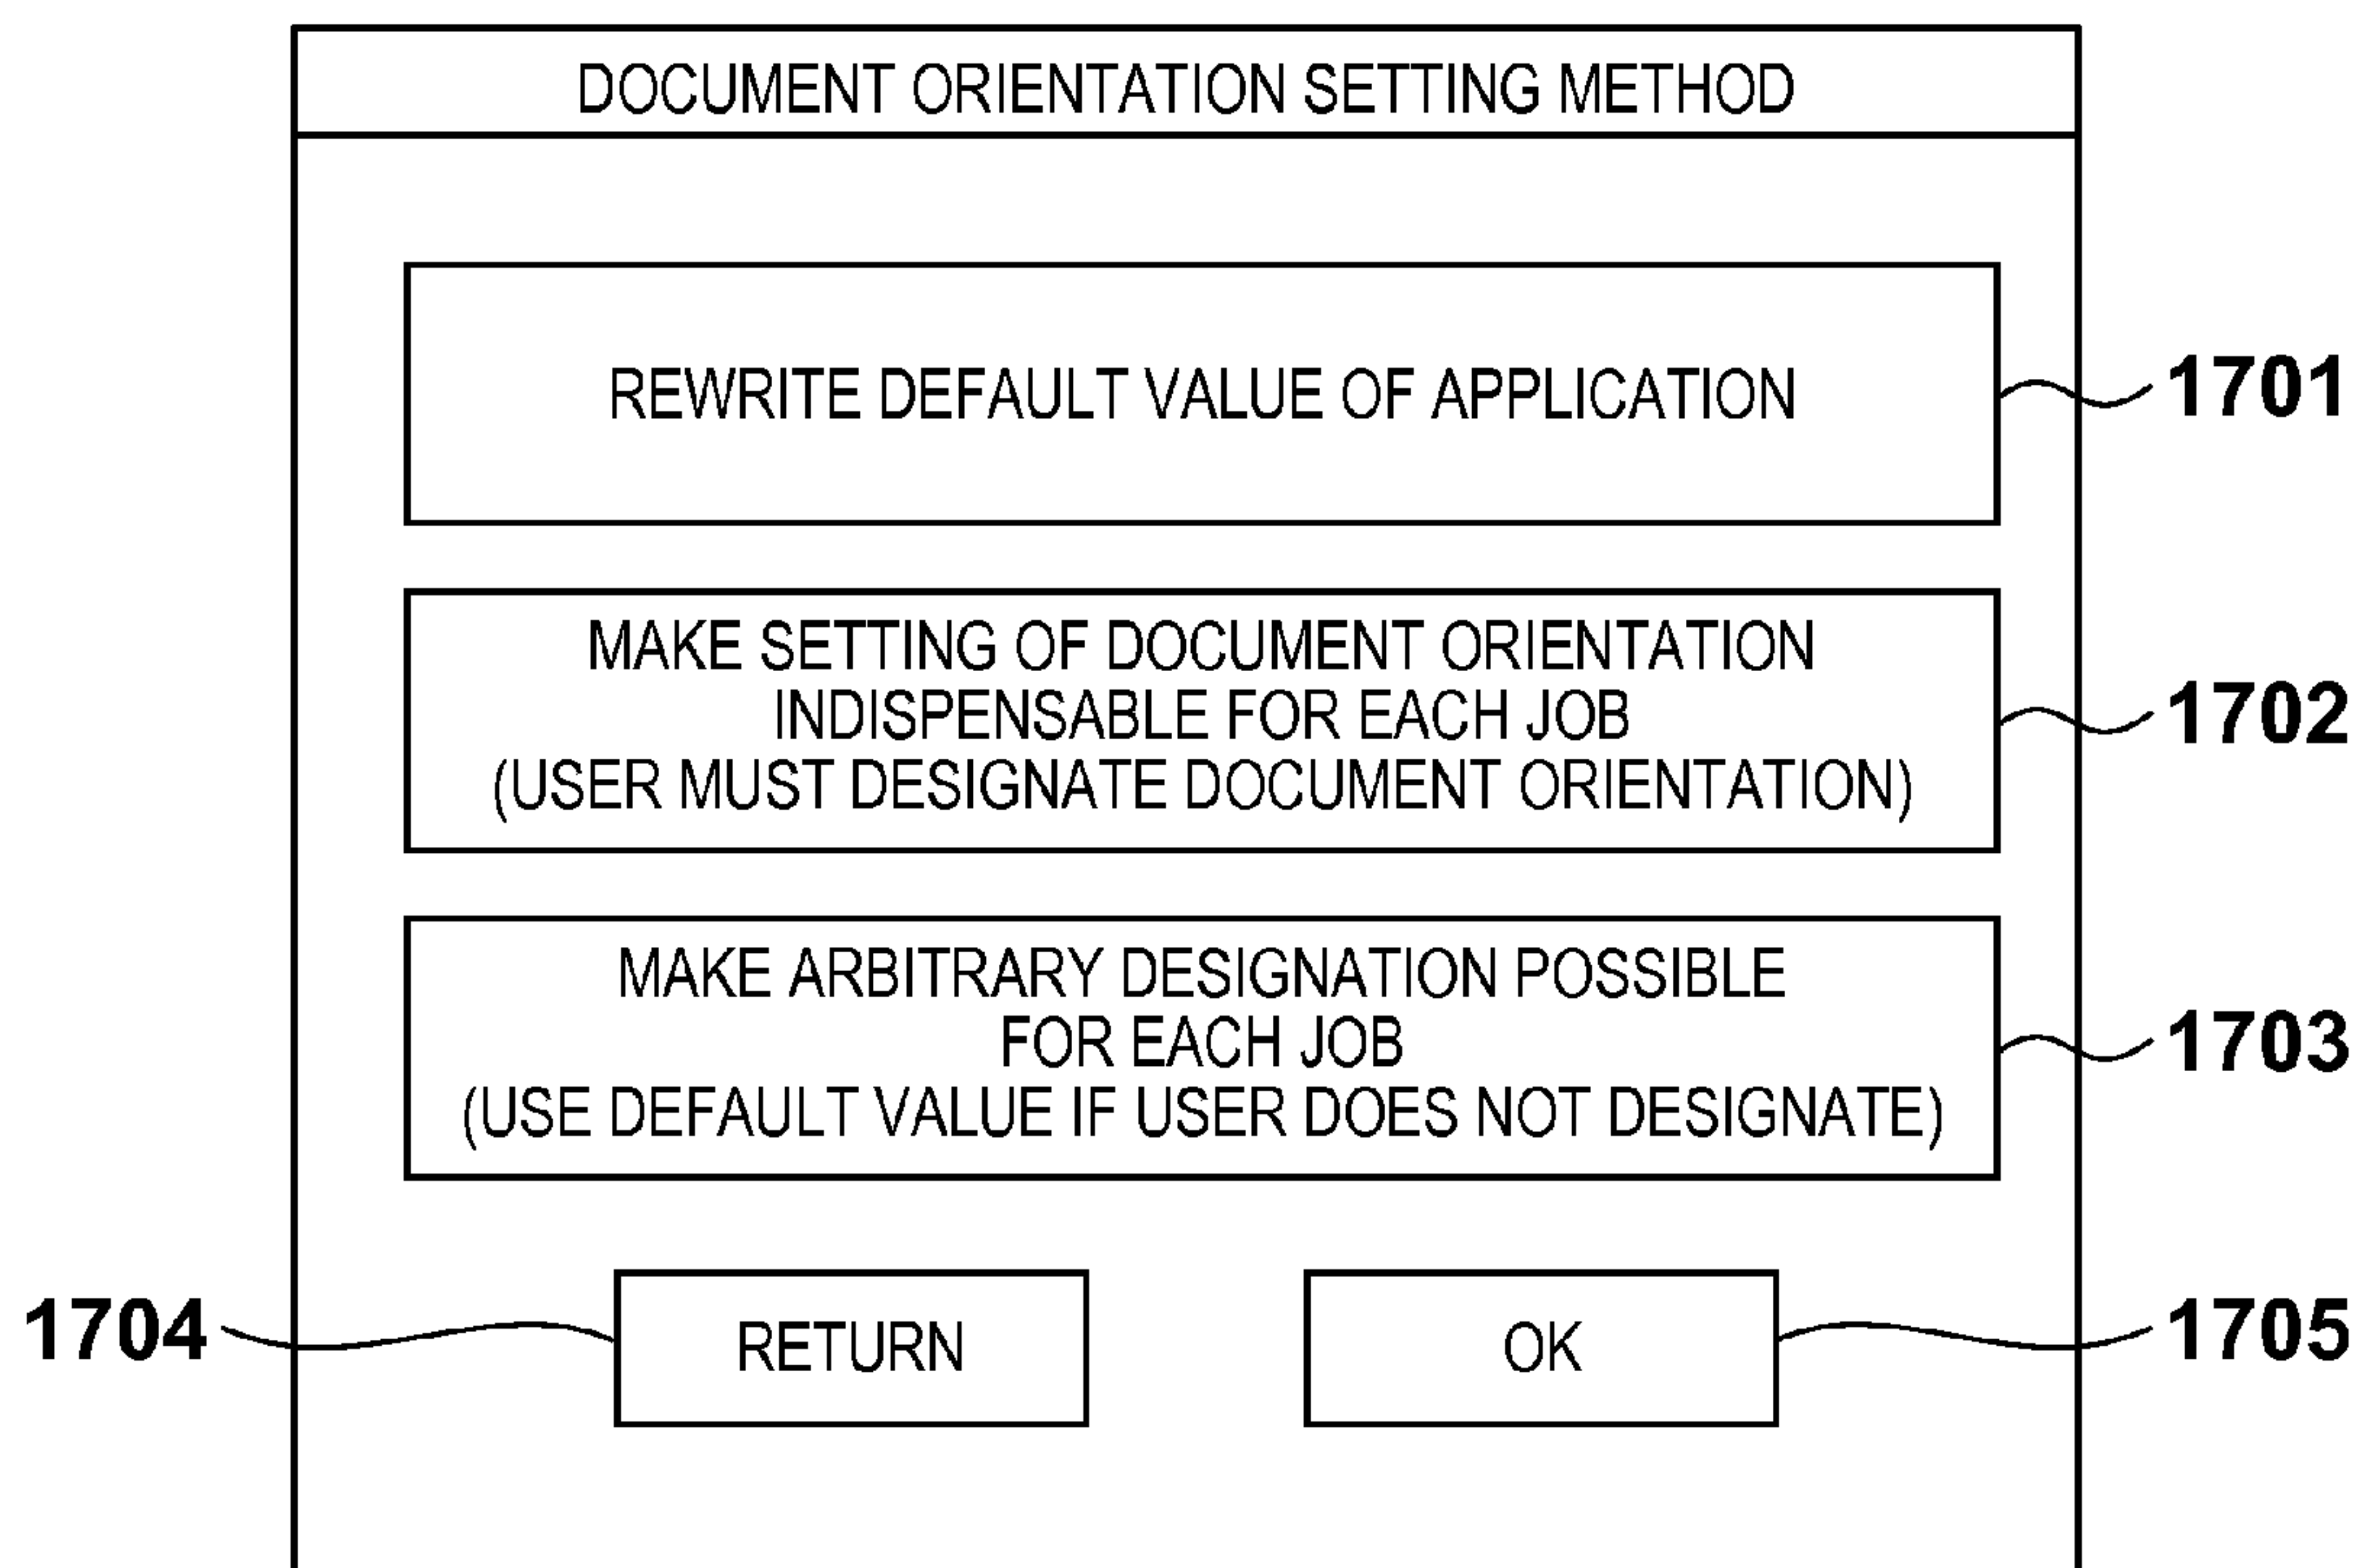 DOCUMENT ORIENTATION SETTING METHOD
REWRITE DEFAULT VALUE OF APPLICATION
1701
MAKE SETTING OF DOCUMENT ORIENTATION
INDISPENSABLE FOR EACH JOB
(USER MUST DESIGNATE DOCUMENT ORIENTATION)
1702
MAKE ARBITRARY DESIGNATION POSSIBLE
FOR EACH JOB
(USE DEFAULT VALUE IF USER DOES NOT DESIGNATE)
1703
1704
RETURN
OK
1705